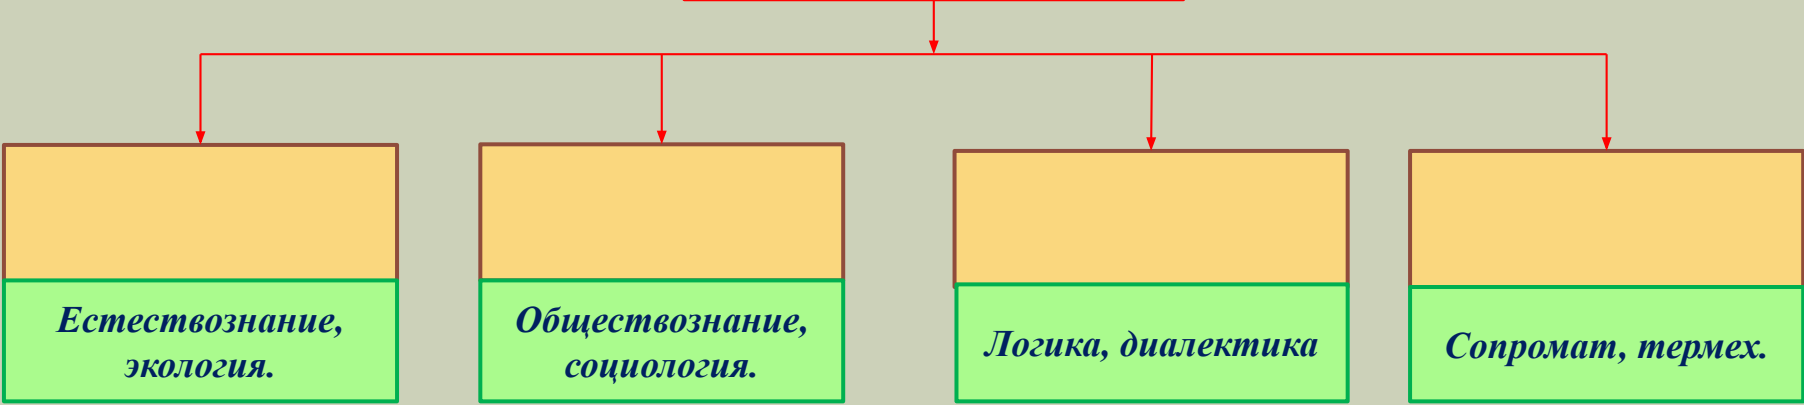 Естествознание,
экология.
Обществознание,
социология.
Логика, диалектика
Сопромат, термех.